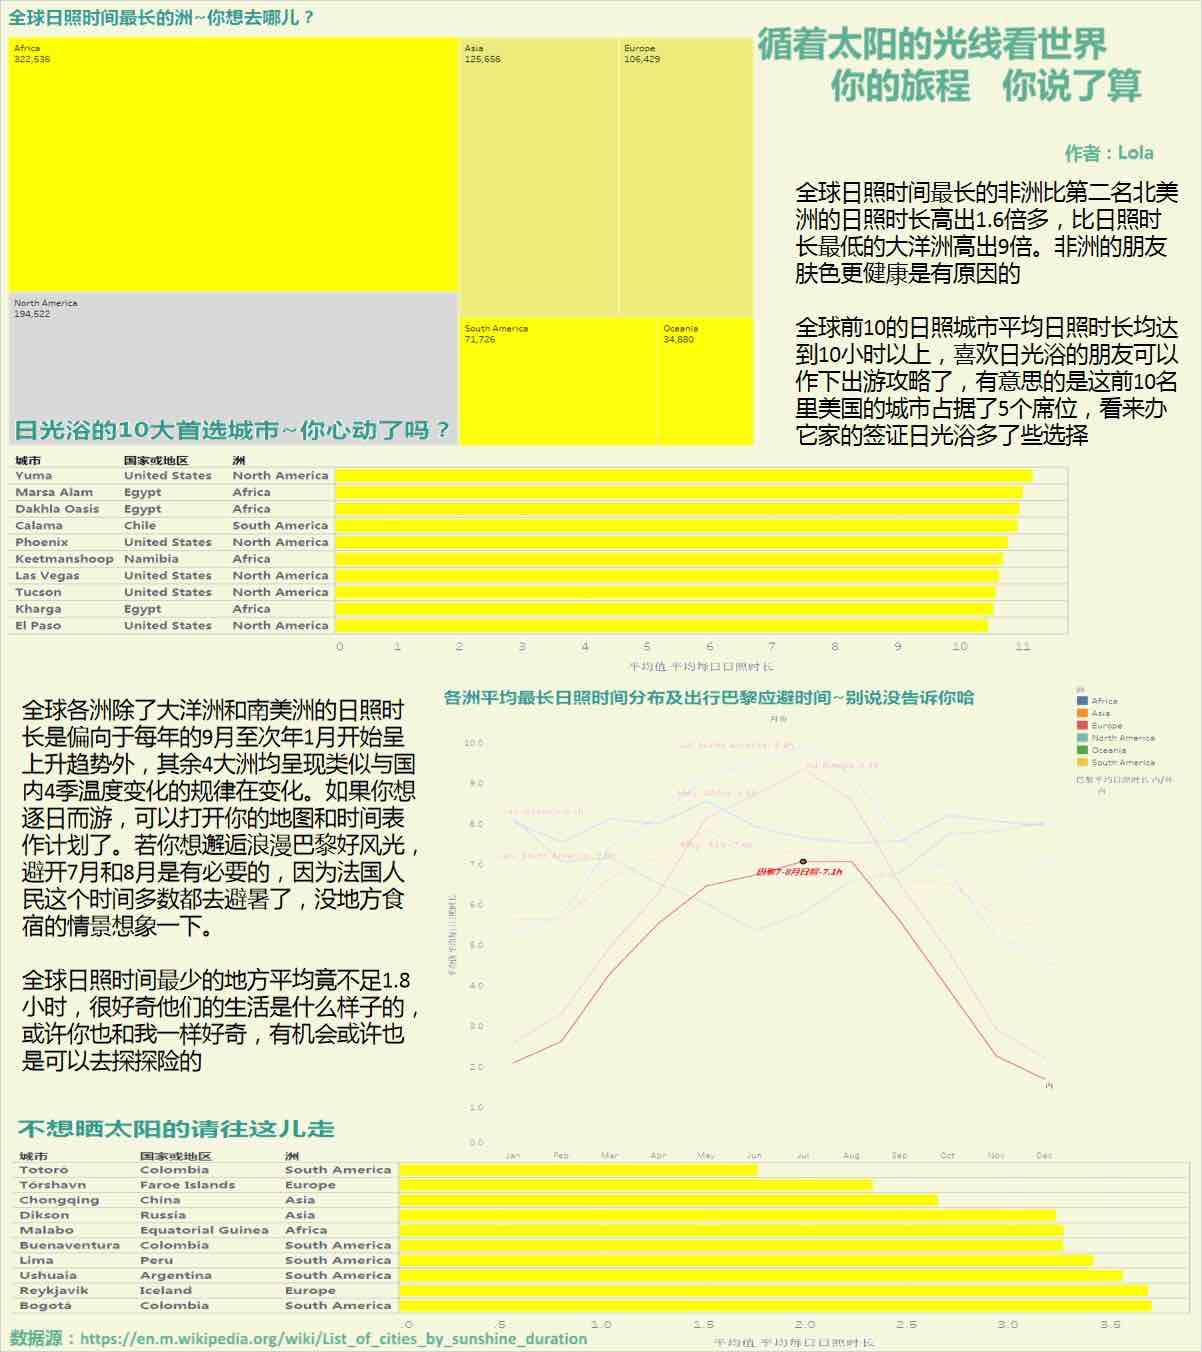 全球日照时间最长的洲~你想去哪儿？
Africa
322,536
Asia
125,656
Europe
106,429
North America
194,522
South America
71,726
Oceania
34,880
循着太阳的光线看世界
你的旅程 你说了算
作者：Lola
全球日照时间最长的非洲比第二名北美
洲的日照时长高出1.6倍多，比日照时
长最低的大洋洲高出9倍。非洲的朋友
肤色更健康是有原因的
全球前10的日照城市平均日照时长均达
到10小时以上，喜欢日光浴的朋友可以
作下出游攻略了，有意思的是这前10名
里美国的城市占据了5个席位，看来办
它家的签证日光浴多了些选择
日光浴的10大首选城市~你心动了吗？
城市 国家或地区 洲
Yuma United States North America
Marsa Alam Egypt Africa
Dakhla Oasis Egypt Africa
Calama Chile South America
Phoenix United States North America
Keetmanshoop Namibia Africa
Las Vegas United States North America
Tucson United States North America
Kharga Egypt Africa
El Paso United States North America
0 1 2 3 4 5 6 7 8 9 10 11
平均值 平均每日日照时长
全球各洲除了大洋洲和南美洲的日照时
长是偏向于每年的9月至次年1月开始呈
上升趋势外，其余4大洲均呈现类似与国
内4季温度变化的规律在变化。如果你想
逐日而游，可以打开你的地图和时间表
作计划了。若你想邂逅浪漫巴黎好风光，
避开7月和8月是有必要的，因为法国人
民这个时间多数都去避暑了，没地方食
宿的情景想象一下。
全球日照时间最少的地方平均竟不足1.8
小时，很好奇他们的生活是什么样子的，
或许你也和我一样好奇，有机会或许也
是可以去探探险的
各洲平均最长日照时间分布及出行巴黎应避时间~别说没告诉你哈
月份
10.0
9.0
8.0
7.0
6.0
5.0
4.0
3.0
2.0
1.0
0.0
平均值 平均每日日照时长
巴黎7-8月日照-7.1h
内
Jan Feb Mar Apr May Jun Jul Aug Sep Oct Nov Dec
洲
Africa
Asia
Europe
North America
Oceania
South America
巴黎平均日照时长 内/外
内
不想晒太阳的请往这儿走
城市 国家或地区 洲
Totoró Colombia South America
Tórshavn Faroe Islands Europe
Chongqing China Asia
Dikson Russia Asia
Malabo Equatorial Guinea Africa
Buenaventura Colombia South America
Lima Peru South America
Ushuaia Argentina South America
Reykjavik Iceland Europe
Bogotá Colombia South America
.0 .5 1.0 1.5 2.0 2.5 3.0 3.5
平均值 平均每日日照时长
数据源：https://en.m.wikipedia.org/wiki/List_of_cities_by_sunshine_duration